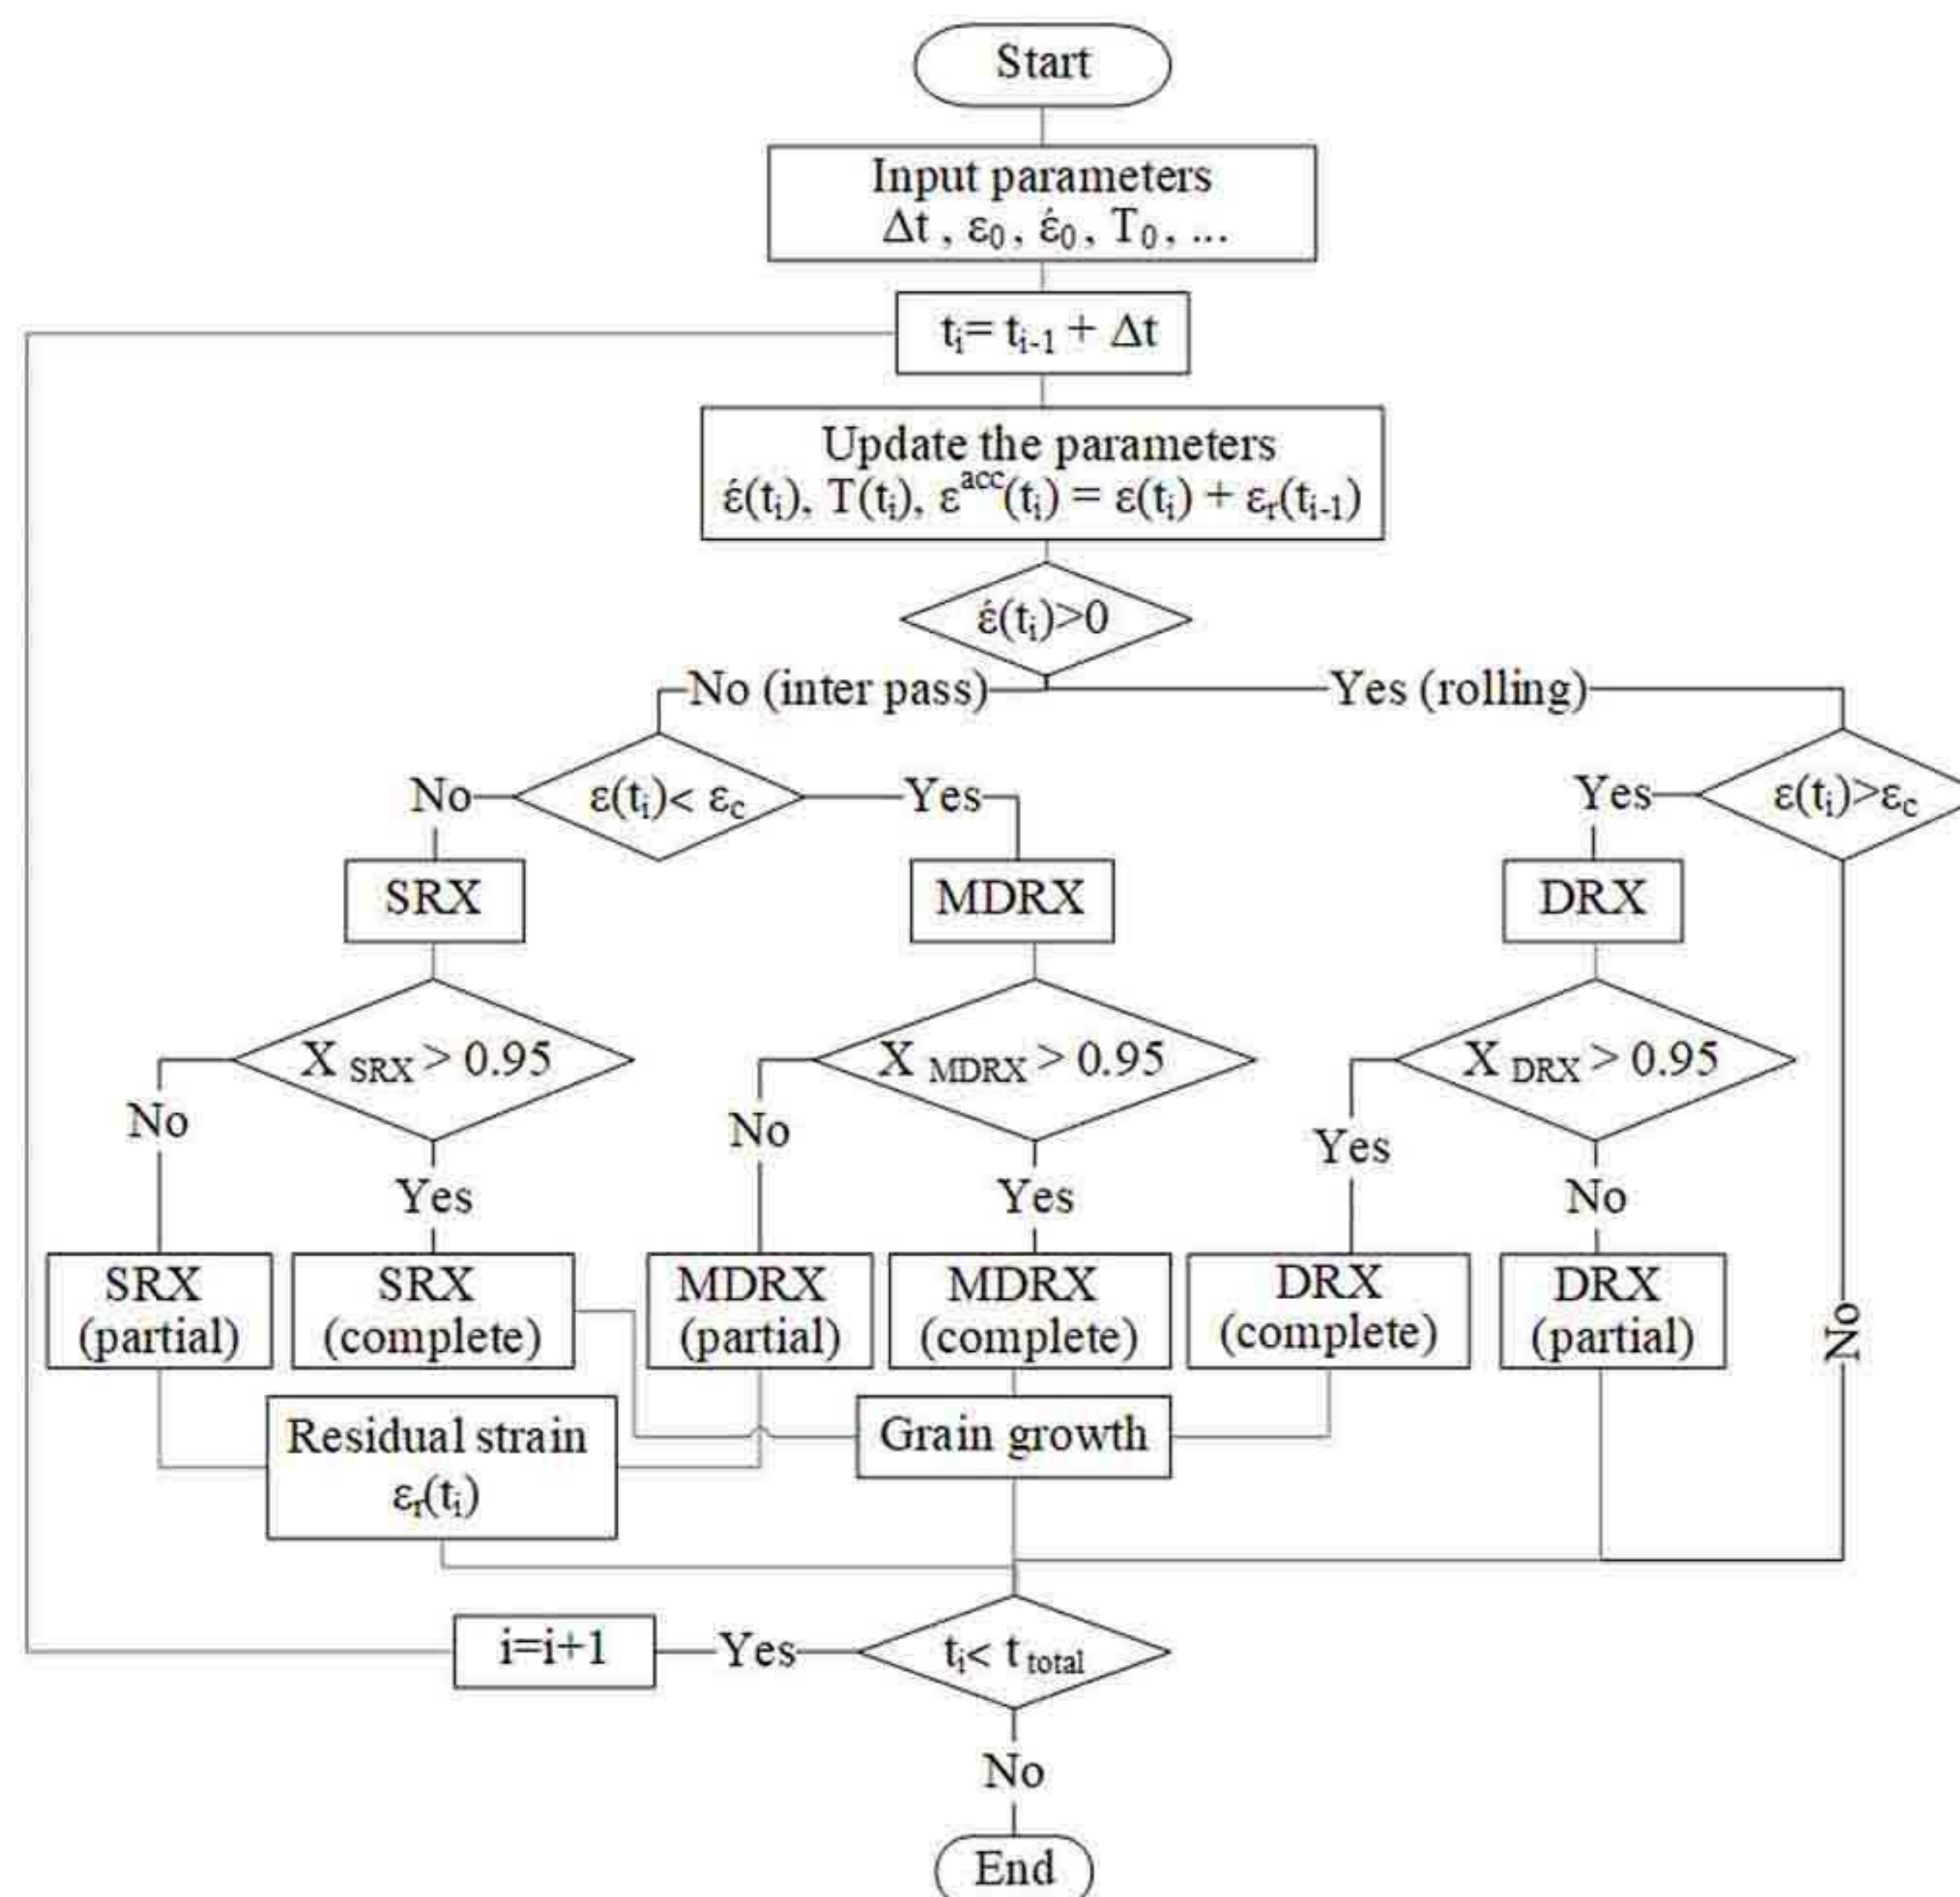 Start
Input parameters
Δt , ε₀, έ₀, T₀, ...
tᵢ= tᵢ₋₁ + Δt
Update the parameters
έ(tᵢ), T(tᵢ), εᵃᶜᶜ(tᵢ) = ε(tᵢ) + εᵣ(tᵢ₋₁)
έ(tᵢ)>0
No (inter pass)
Yes (rolling)
No
ε(tᵢ)< ε_c
Yes
Yes
ε(tᵢ)>ε_c
SRX
MDRX
DRX
X SRX > 0.95
X MDRX > 0.95
X DRX > 0.95
No
No
Yes
Yes
Yes
No
SRX
(partial)
SRX
(complete)
MDRX
(partial)
MDRX
(complete)
DRX
(complete)
DRX
(partial)
No
Residual strain
εᵣ(tᵢ)
Grain growth
i=i+1
Yes
tᵢ< t total
No
End